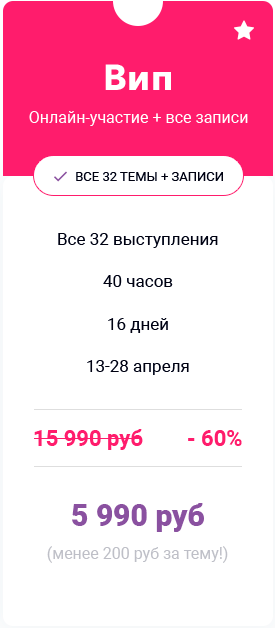 Вип
Онлайн-участие + все записи
ВСЕ 32 ТЕМЫ + ЗАПИСИ
Все 32 выступления
40 часов
16 дней
13-28 апреля
15 990 руб - 60%
5 990 руб
(менее 200 руб за тему!)